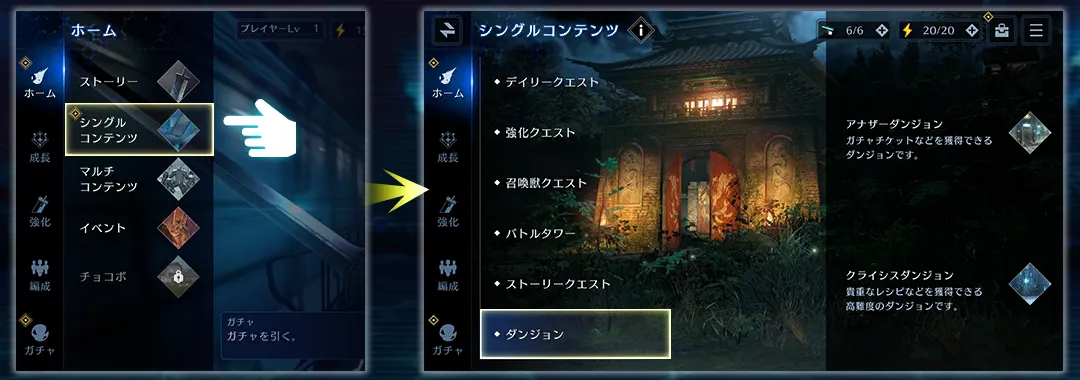 ホーム
プレイヤーLv 1
ホーム
ストーリー
シングル
コンテンツ
成長
マルチ
コンテンツ
強化
イベント
編成
チョコボ
ガチャ
ガチャ
ガチャを引く。
シングルコンテンツ
6/6
20/20
ホーム
デイリークエスト
成長
強化クエスト
召喚獣クエスト
強化
バトルタワー
編成
ストーリークエスト
ガチャ
ダンジョン
アナザーダンジョン
ガチャチケットなどを獲得できる
ダンジョンです。
クライシスダンジョン
貴重なレシピなどを獲得できる
高難度のダンジョンです。